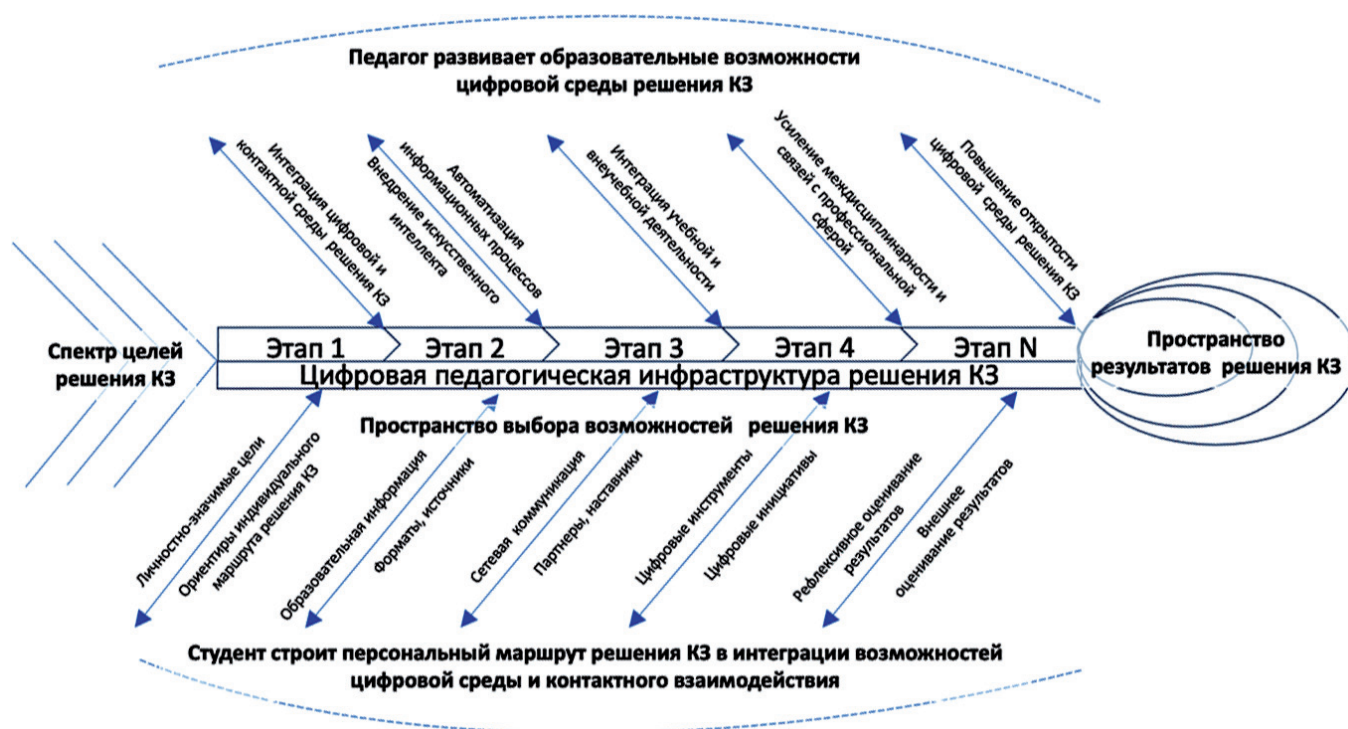 Педагог развивает образовательные возможности
цифровой среды решения КЗ
Интеграция цифровой и
контактной среды решения КЗ
Автоматизация
информационных процессов
Внедрение искусственного
интеллекта
Интеграция учебной и
внеучебной деятельности
Усиление междисциплинарности и
связей с профессиональной
сферой
Повышение открытости
цифровой среды решения КЗ
Спектр целей
решения КЗ
Этап 1
Этап 2
Этап 3
Этап 4
Этап N
Цифровая педагогическая инфраструктура решения КЗ
Пространство
результатов решения КЗ
Пространство выбора возможностей решения КЗ
Личностно-значимые цели
Ориентиры индивидуального
маршрута решения КЗ
Образовательная информация
Форматы, источники
Сетевая коммуникация
Партнеры, наставники
Цифровые инструменты
Цифровые инициативы
Рефлексивное оценивание
результатов
Внешнее
оценивание результатов
Студент строит персональный маршрут решения КЗ в интеграции возможностей
цифровой среды и контактного взаимодействия